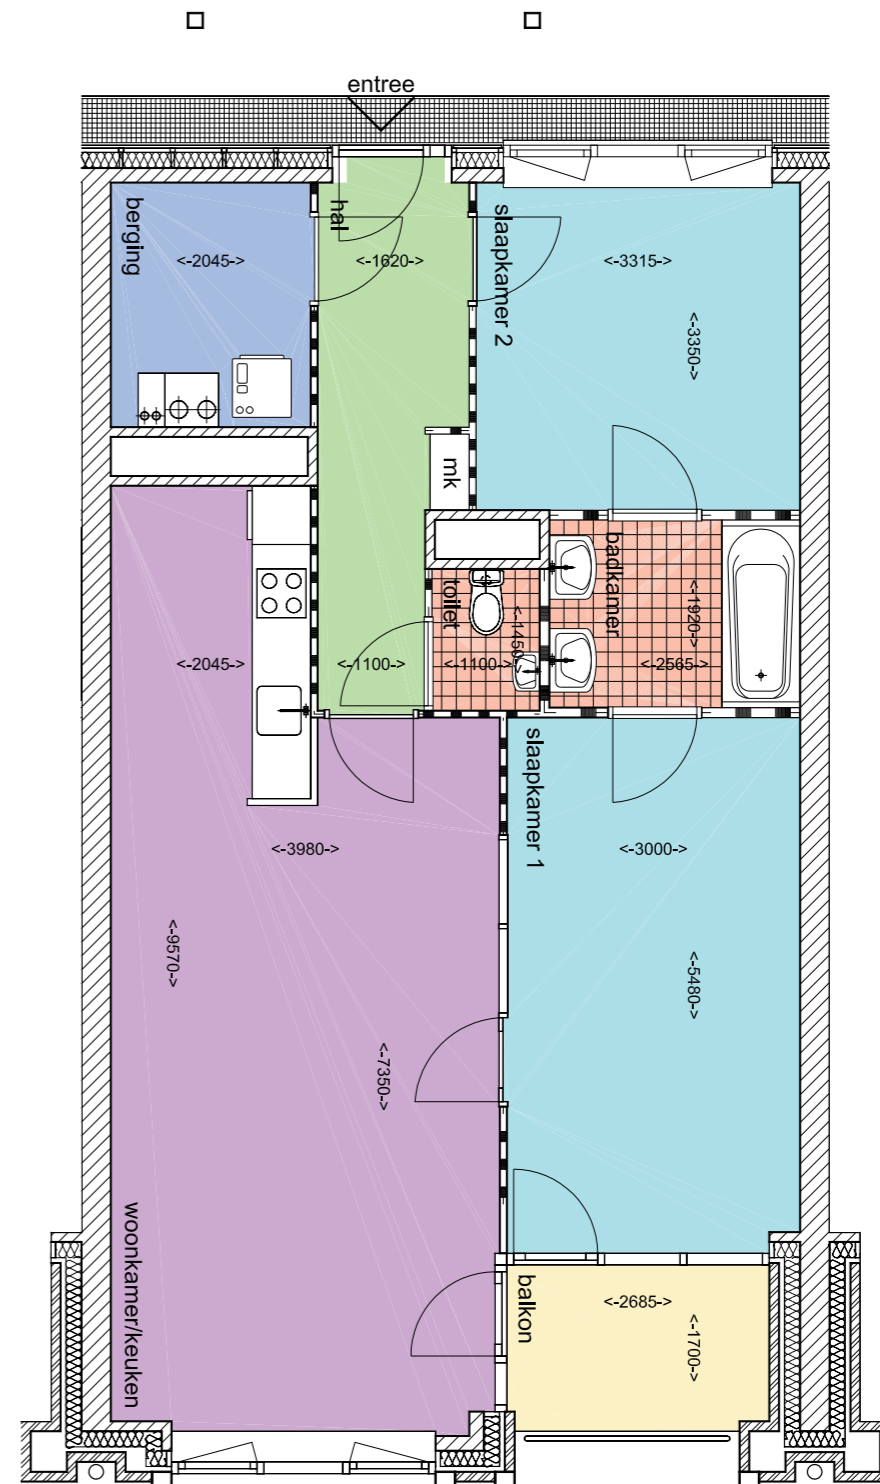 entree
berging
<-2045->
hal
<-1620->
slaapkamer 2
<-3315->
<-3350->
mk
toilet
<-1450->
<-1100->
badkamer
<-1920->
<-2565->
<-2045->
<-1100->
slaapkamer 1
<-3980->
<-3000->
<-9570->
<-5480->
<-7350->
woonkamer/keuken
balkon
<-2685->
<-1700->